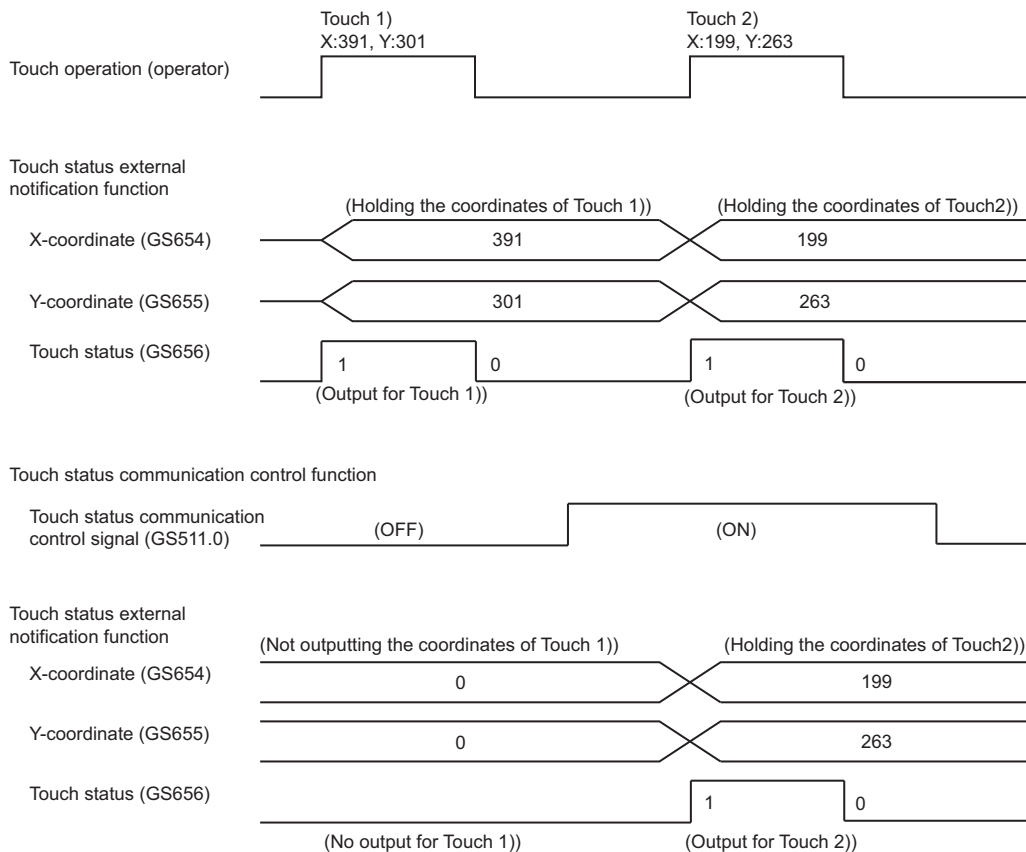 Touch 1)
X:391, Y:301
Touch 2)
X:199, Y:263
Touch operation (operator)
Touch status external
notification function
(Holding the coordinates of Touch 1))
(Holding the coordinates of Touch2))
X-coordinate (GS654)
391
199
Y-coordinate (GS655)
301
263
Touch status (GS656)
1
0
1
0
(Output for Touch 1))
(Output for Touch 2))
Touch status communication control function
Touch status communication
control signal (GS511.0)
(OFF)
(ON)
Touch status external
notification function
(Not outputting the coordinates of Touch 1))
(Holding the coordinates of Touch2))
X-coordinate (GS654)
0
199
Y-coordinate (GS655)
0
263
Touch status (GS656)
1
0
(No output for Touch 1))
(Output for Touch 2))